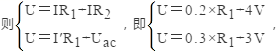 则{U=IR₁+IR₂ ，即{U=0.2×R₁+4V ，
U=I′R₁+Uₐc U=0.3×R₁+3V